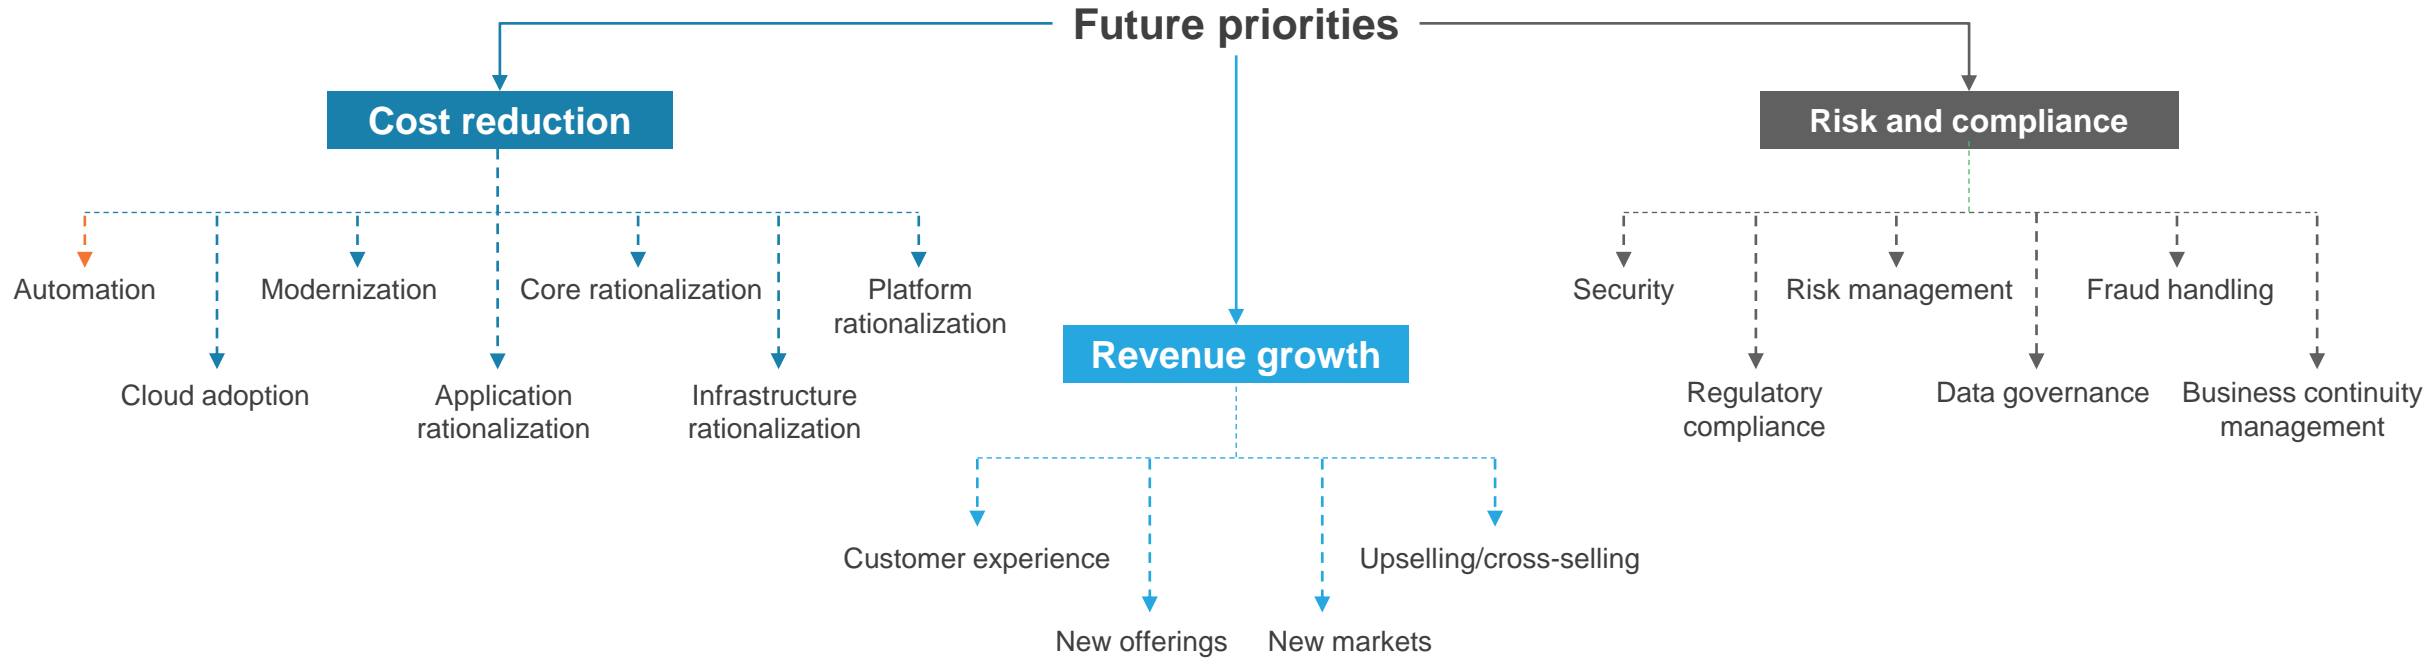 Future priorities
Cost reduction
Risk and compliance
Automation
Modernization
Core rationalization
Platform
rationalization
Cloud adoption
Application
rationalization
Infrastructure
rationalization
Revenue growth
Customer experience
Upselling/cross-selling
New offerings
New markets
Security
Risk management
Fraud handling
Regulatory
compliance
Data governance
Business continuity
management